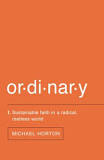 or·di·nar·y
1. Sustainable faith in a radical,
restless world
MICHAEL HORTON